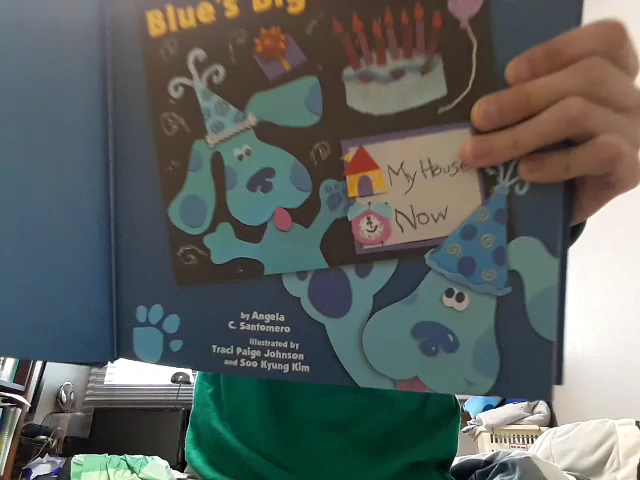 Blue's Big
My House
Now
by Angela
C. Santomero
illustrated by
Traci Paige Johnson
and Soo Kyung Kim